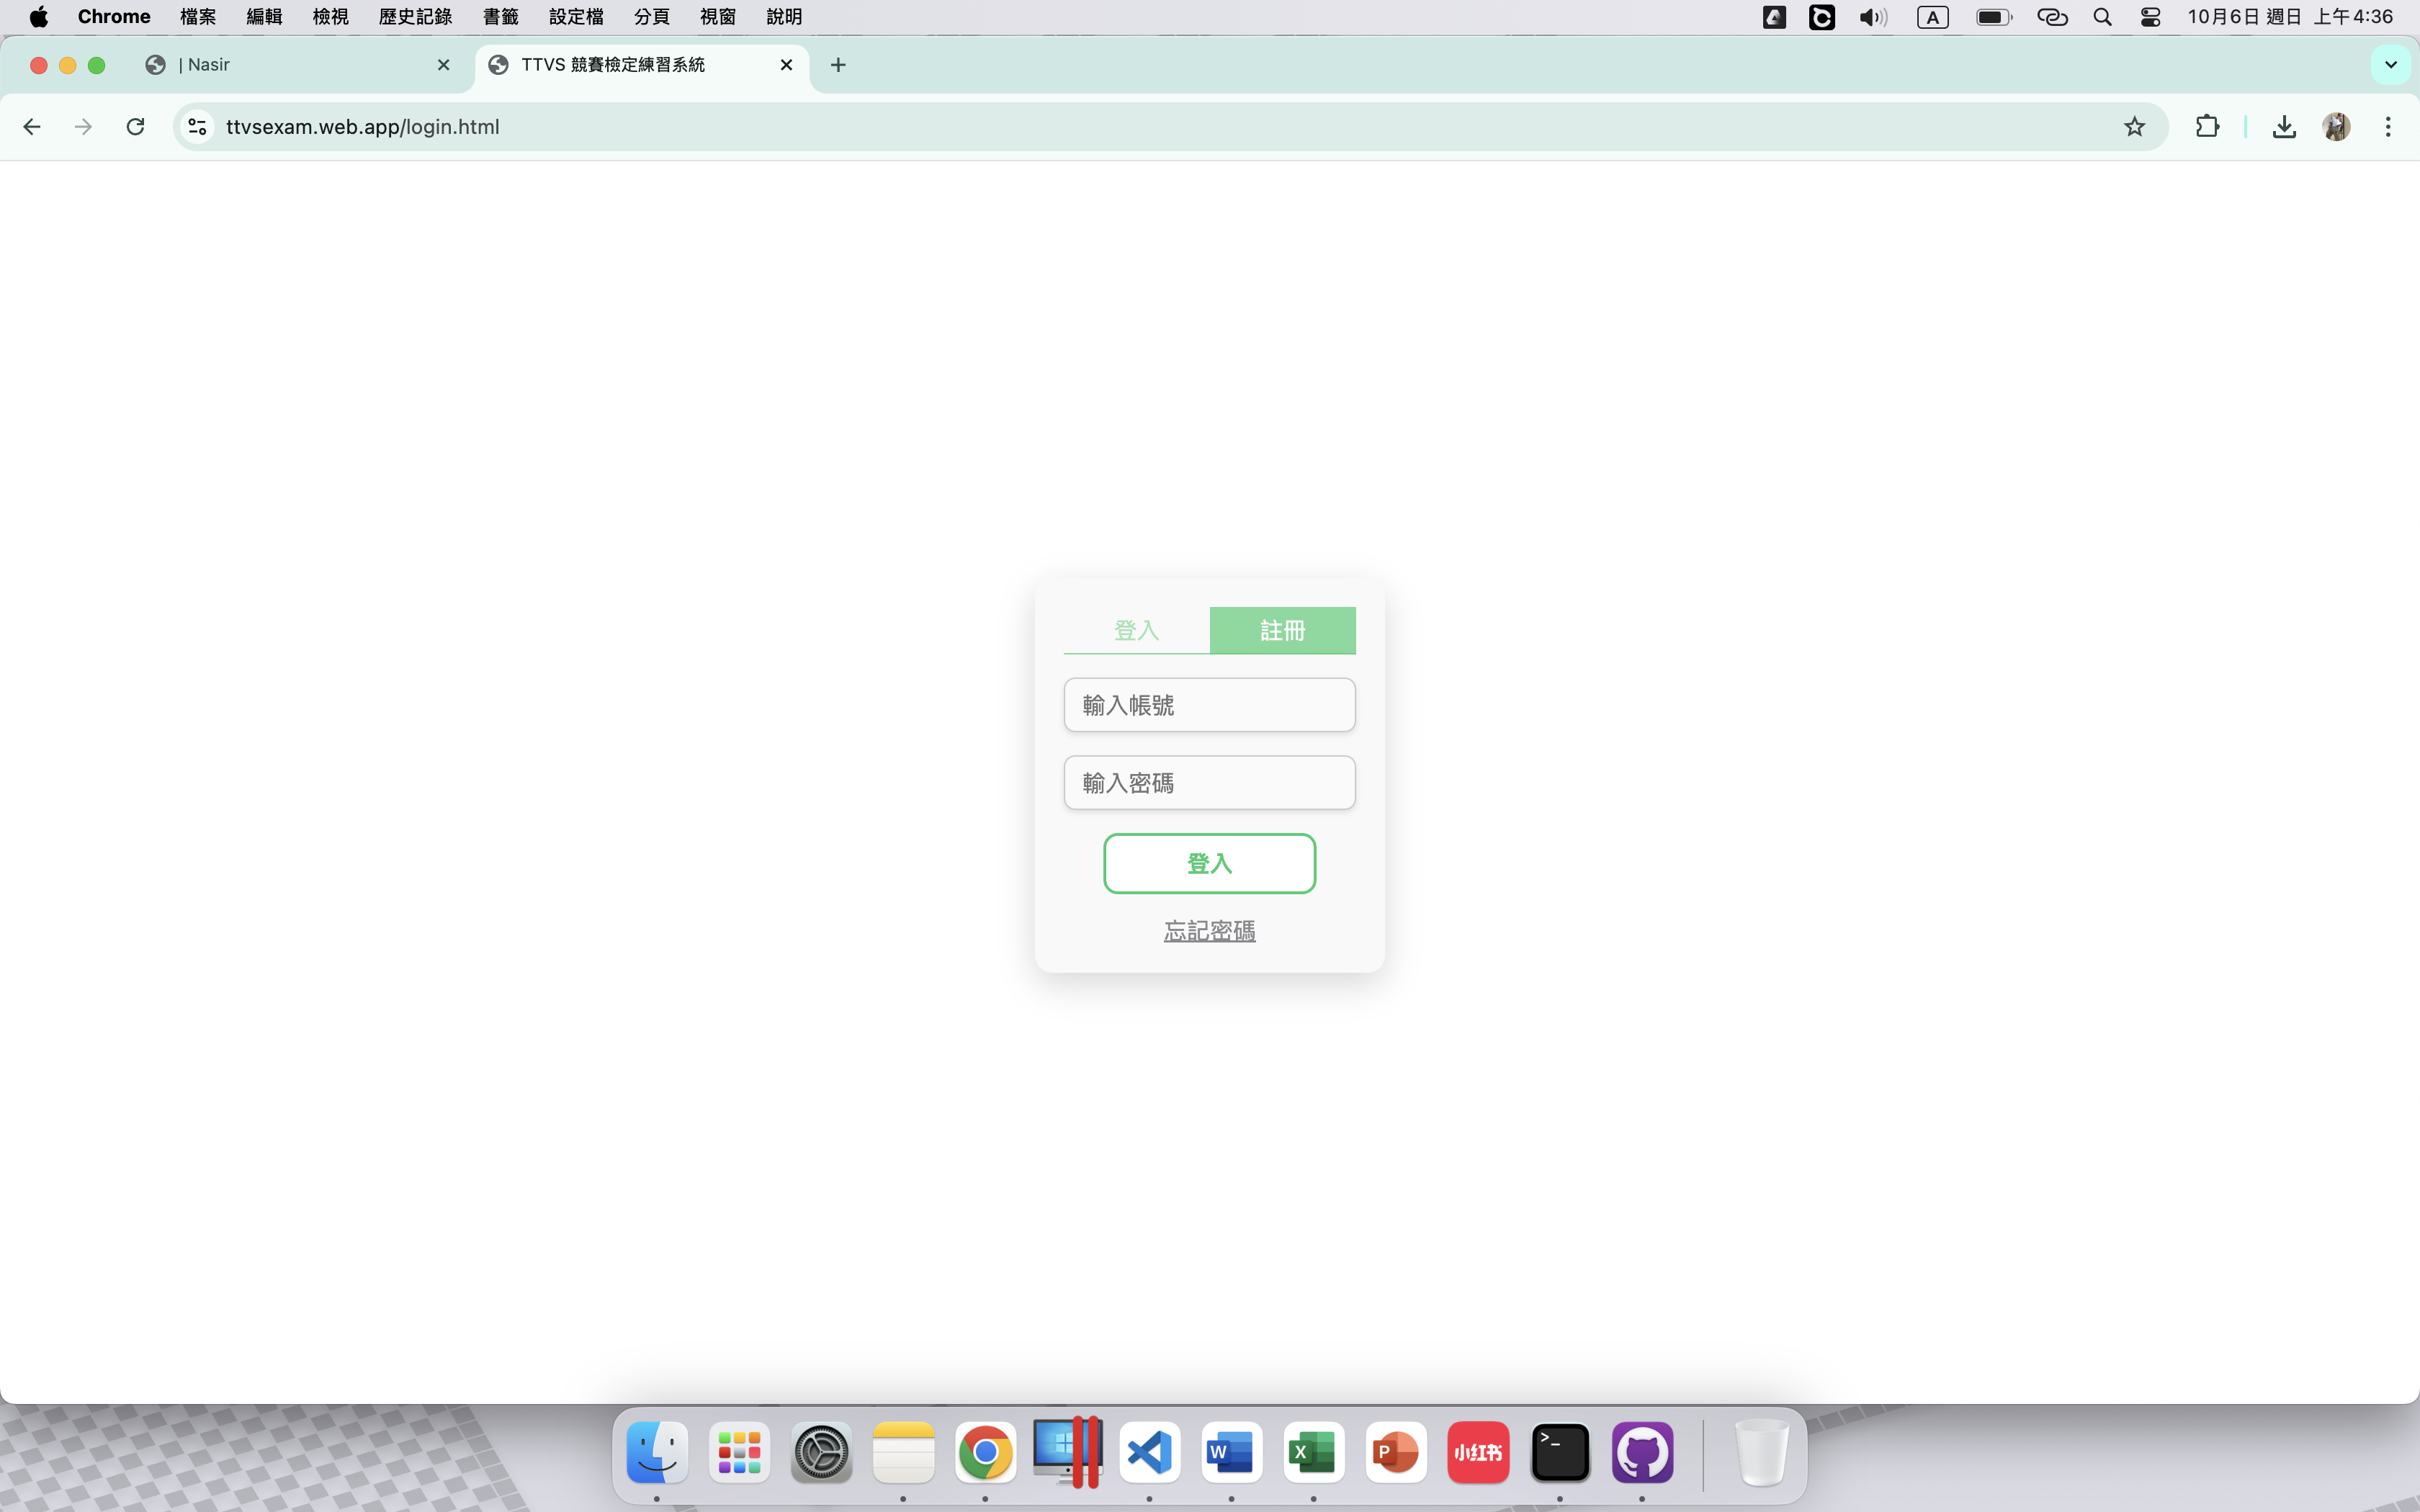 Chrome 檔案 編輯 檢視 歷史記錄 書籤 設定檔 分頁 視窗 說明 A 10月6日 週日 上午4:36
| Nasir TTVS 競賽檢定練習系統
ttvsexam.web.app/login.html
登入 註冊
輸入帳號
輸入密碼
登入
忘記密碼
W X P 小红书 >_